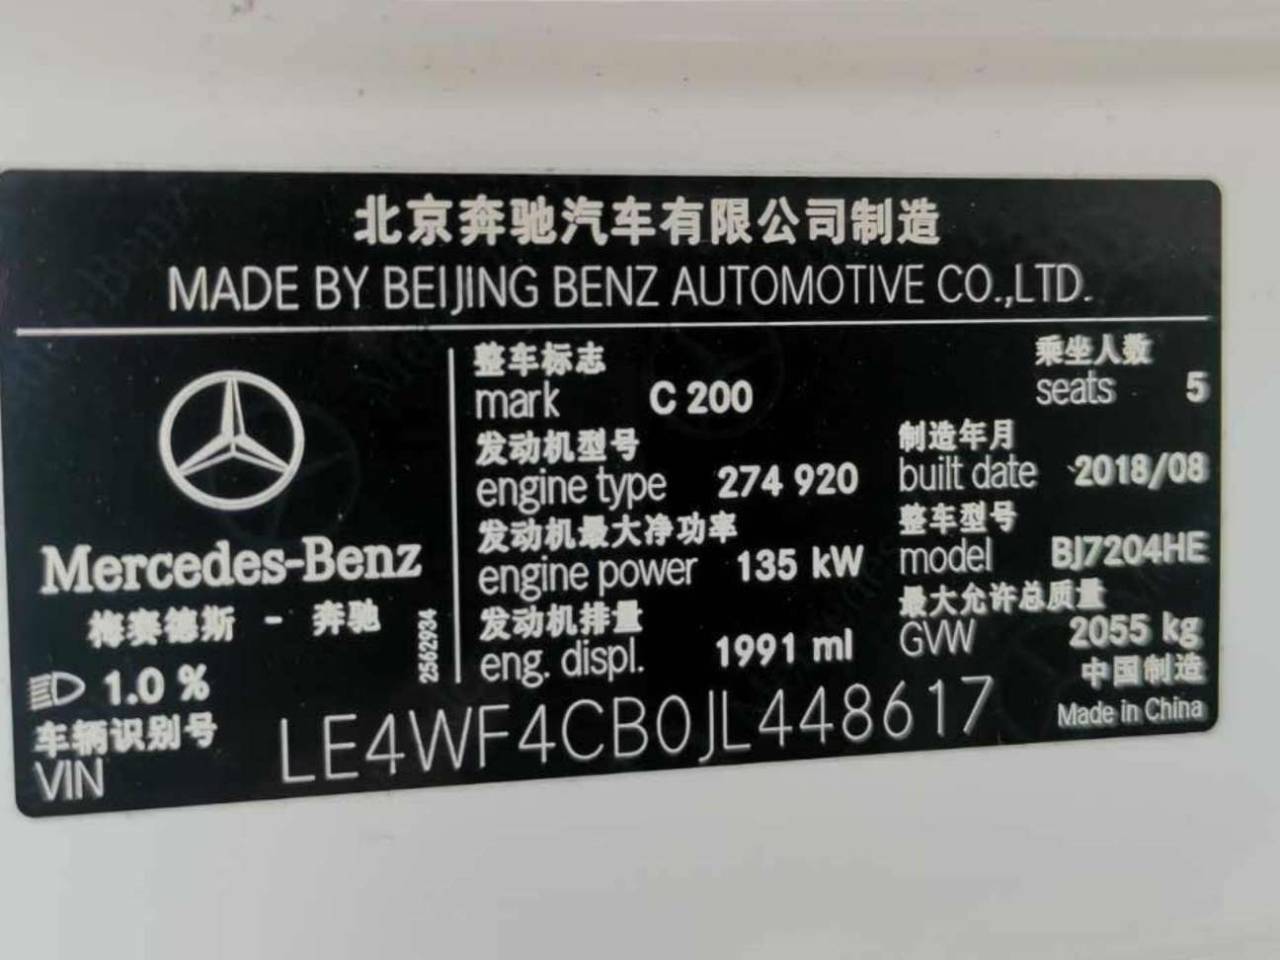 北京奔驰汽车有限公司制造
MADE BY BEIJING BENZ AUTOMOTIVE CO.,LTD.
整车标志
mark C 200
乘坐人数
seats 5
发动机型号
engine type 274 920
制造年月
built date 2018/08
发动机最大净功率
engine power 135 kW
整车型号
model BJ7204HE
发动机排量
eng. displ. 1991 ml
最大允许总质量
GVW 2055 kg
Mercedes-Benz
梅赛德斯 - 奔驰
2562934
1.0 %
中国制造
Made in China
车辆识别号
VIN LE4WF4CB0JL448617